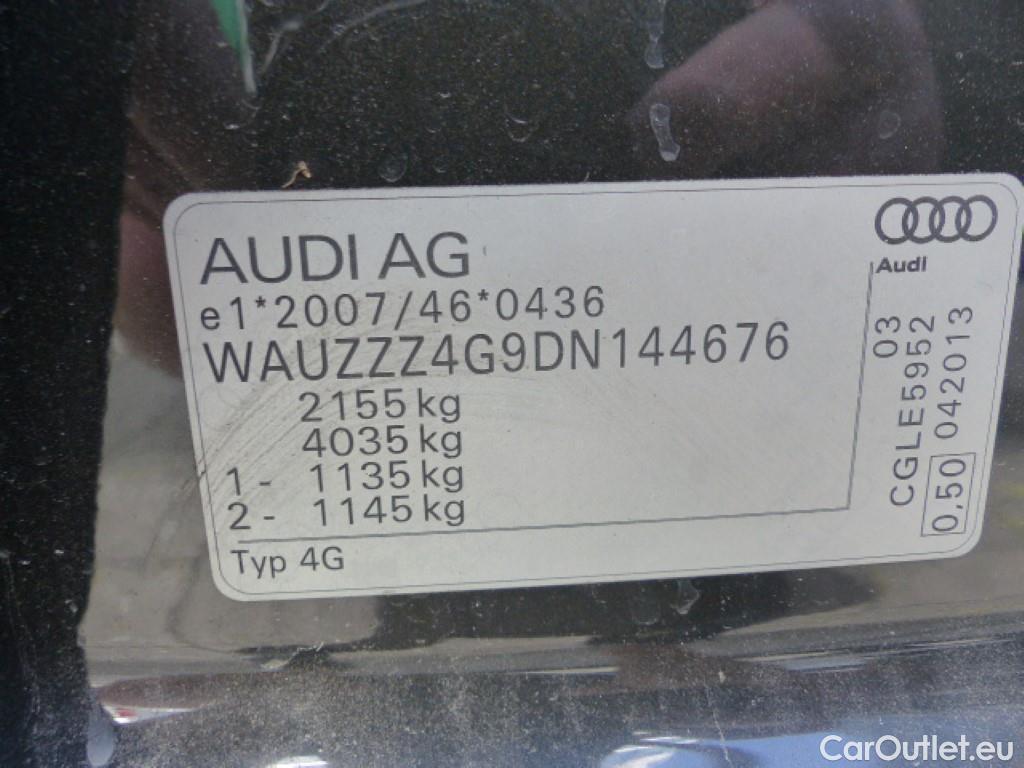 AUDI AG
e1*2007/46*0436
WAUZZZ4G9DN144676
2155 kg
4035 kg
1 - 1135 kg
2 - 1145 kg
Typ 4G
Audi
03
CGLE5952
0,50 042013
CarOutlet.eu